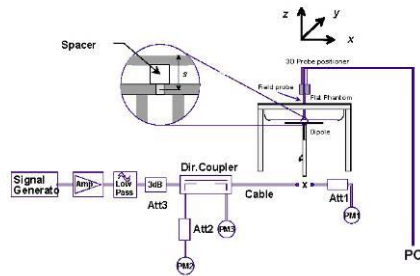 z
y
x
Spacer
s
3D Probe positioner
Field probe
Flat Phantom
Dipole
Signal
Generato
Amp
Low
Pass
3dB
Att3
Dir.Coupler
Cable
x
Att1
PM1
Att2
PM3
PM2
PC